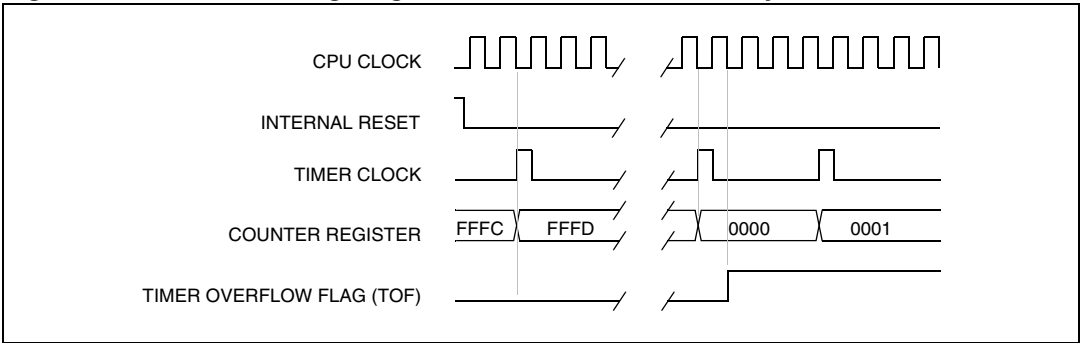 CPU CLOCK
INTERNAL RESET
TIMER CLOCK
COUNTER REGISTER
FFFC FFFD 0000 0001
TIMER OVERFLOW FLAG (TOF)